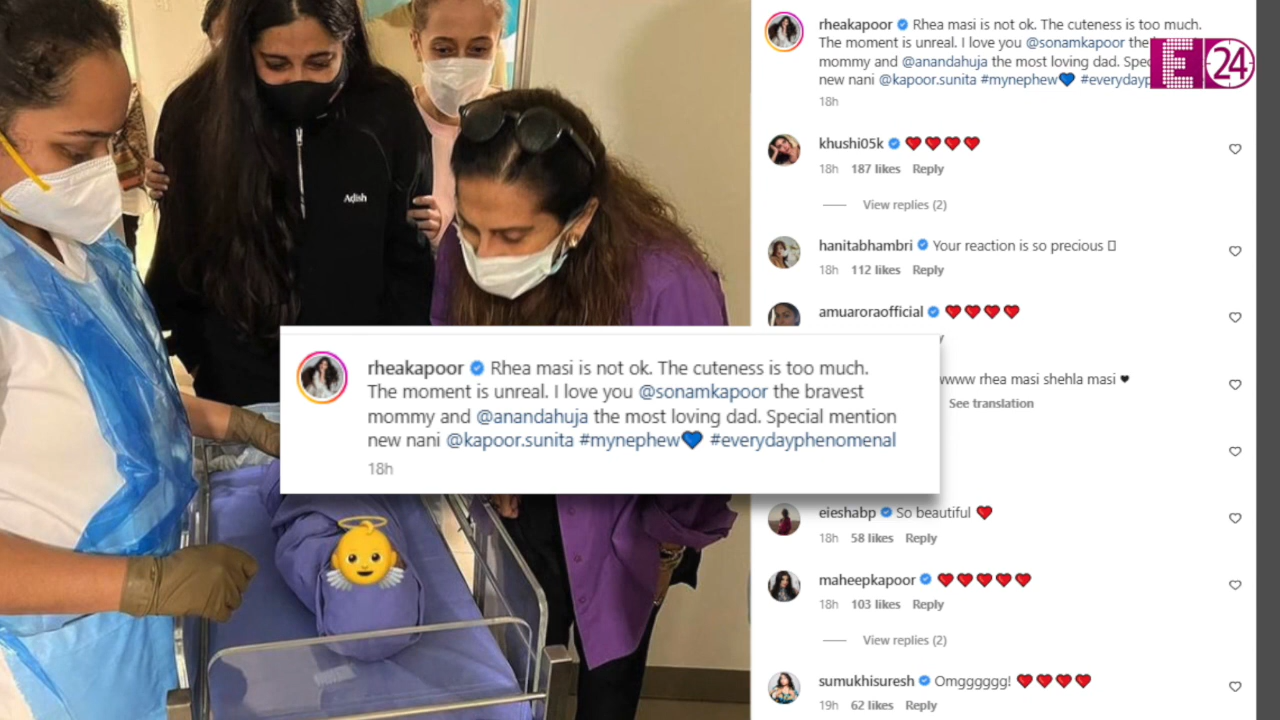 Adish
rheakapoor Rhea masi is not ok. The cuteness is too much.
The moment is unreal. I love you @sonamkapoor the
mommy and @anandahuja the most loving dad. Spec
new nani @kapoor.sunita #mynephew💙 #everydayp
18h
E24
khushi05k ❤️❤️❤️❤️
18h 187 likes Reply
View replies (2)
hanitabhambri Your reaction is so precious
18h 112 likes Reply
amuaroraofficial ❤️❤️❤️❤️
rheakapoor Rhea masi is not ok. The cuteness is too much.
The moment is unreal. I love you @sonamkapoor the bravest
mommy and @anandahuja the most loving dad. Special mention
new nani @kapoor.sunita #mynephew💙 #everydayphenomenal
18h
rhea masi shehla masi ♥
See translation
eieshabp So beautiful ❤️
18h 58 likes Reply
maheepkapoor ❤️❤️❤️❤️❤️
18h 103 likes Reply
View replies (2)
sumukhisuresh Omgggggg! ❤️❤️❤️❤️
19h 62 likes Reply